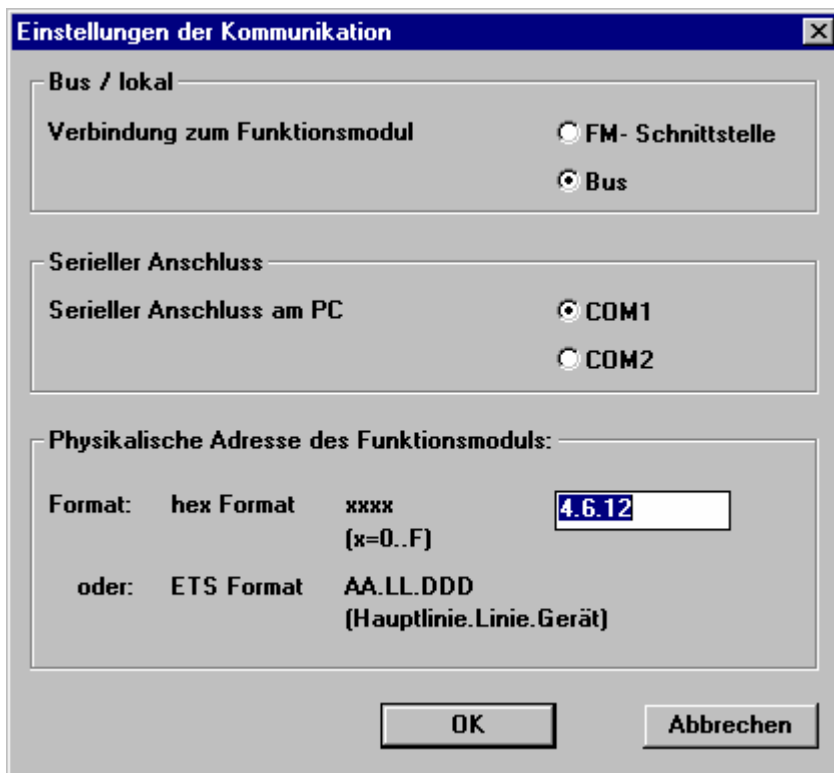 Einstellungen der Kommunikation
Bus / lokal
Verbindung zum Funktionsmodul
FM- Schnittstelle
Bus
Serieller Anschluss
Serieller Anschluss am PC
COM1
COM2
Physikalische Adresse des Funktionsmoduls:
Format: hex Format xxxx 4.6.12
(x=0..F)
oder: ETS Format AA.LL.DDD
(Hauptlinie.Linie.Gerät)
OK Abbrechen